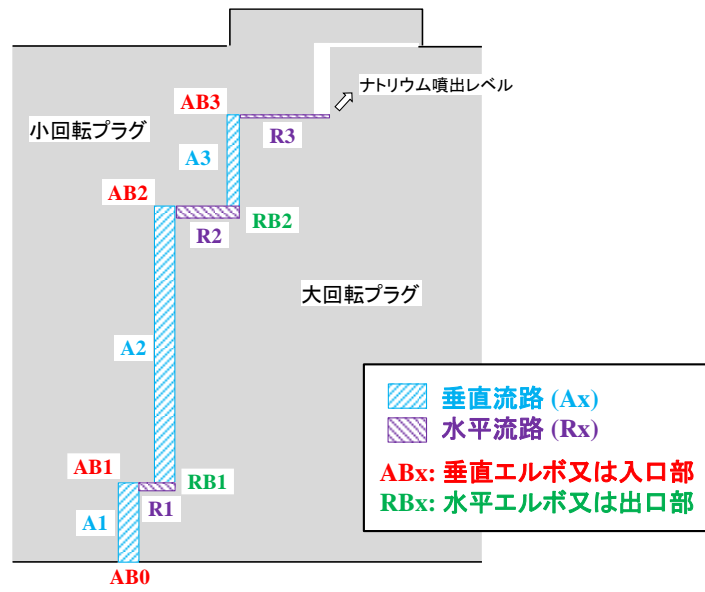 ナトリウム噴出レベル
AB3
小回転プラグ
R3
A3
AB2
RB2
R2
大回転プラグ
A2
垂直流路 (Ax)
水平流路 (Rx)
AB1
RB1
ABx: 垂直エルボ又は入口部
R1
RBx: 水平エルボ又は出口部
A1
AB0